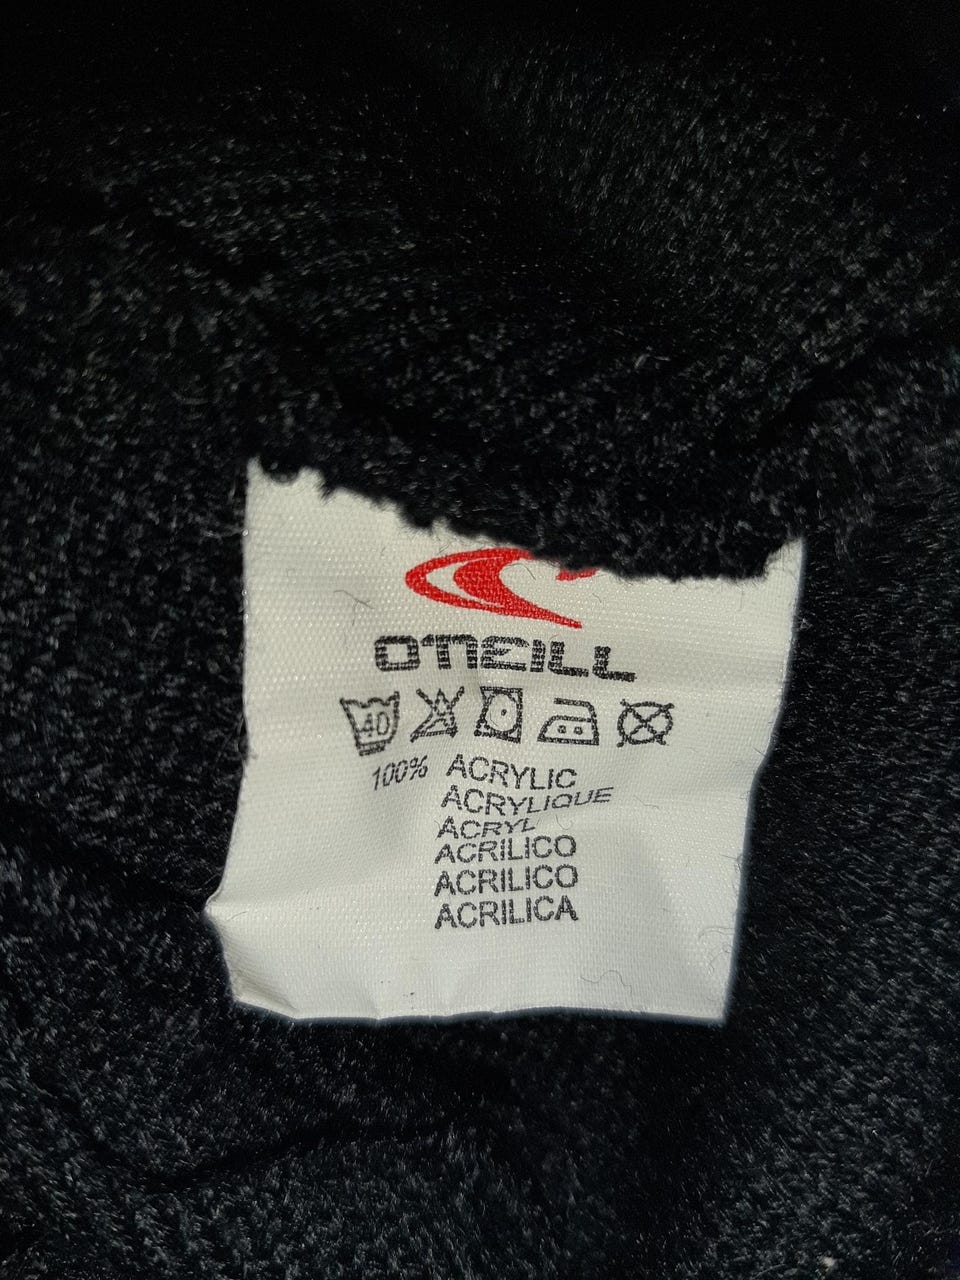 O'NEILL
40
100% ACRYLIC
ACRYLIQUE
ACRYL
ACRILICO
ACRILICO
ACRILICA